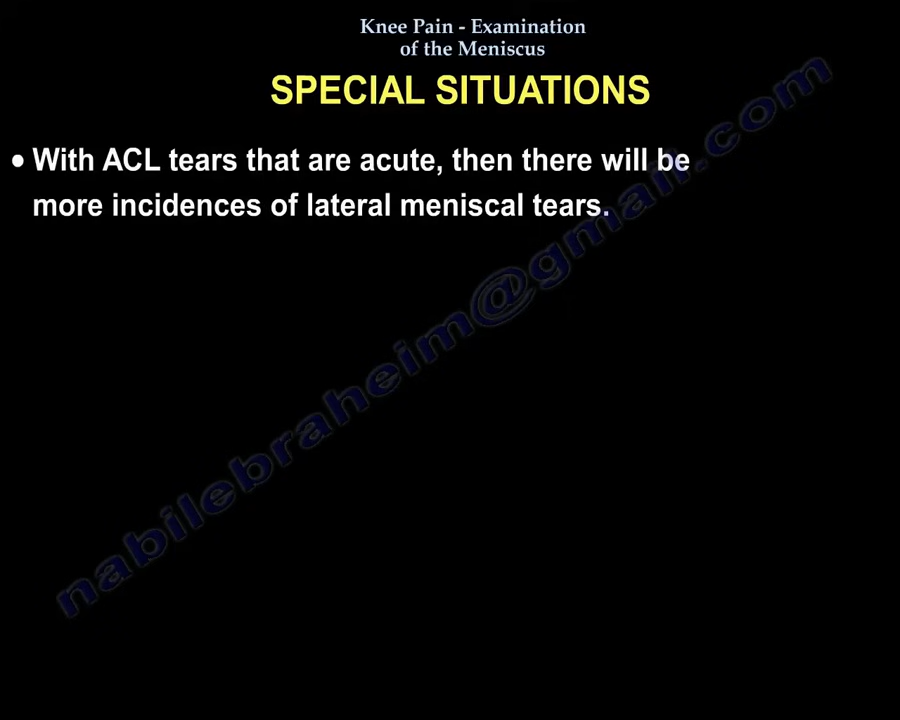 Knee Pain - Examination
of the Meniscus
SPECIAL SITUATIONS
• With ACL tears that are acute, then there will be
more incidences of lateral meniscal tears.
nabilebraheim@gmail.com